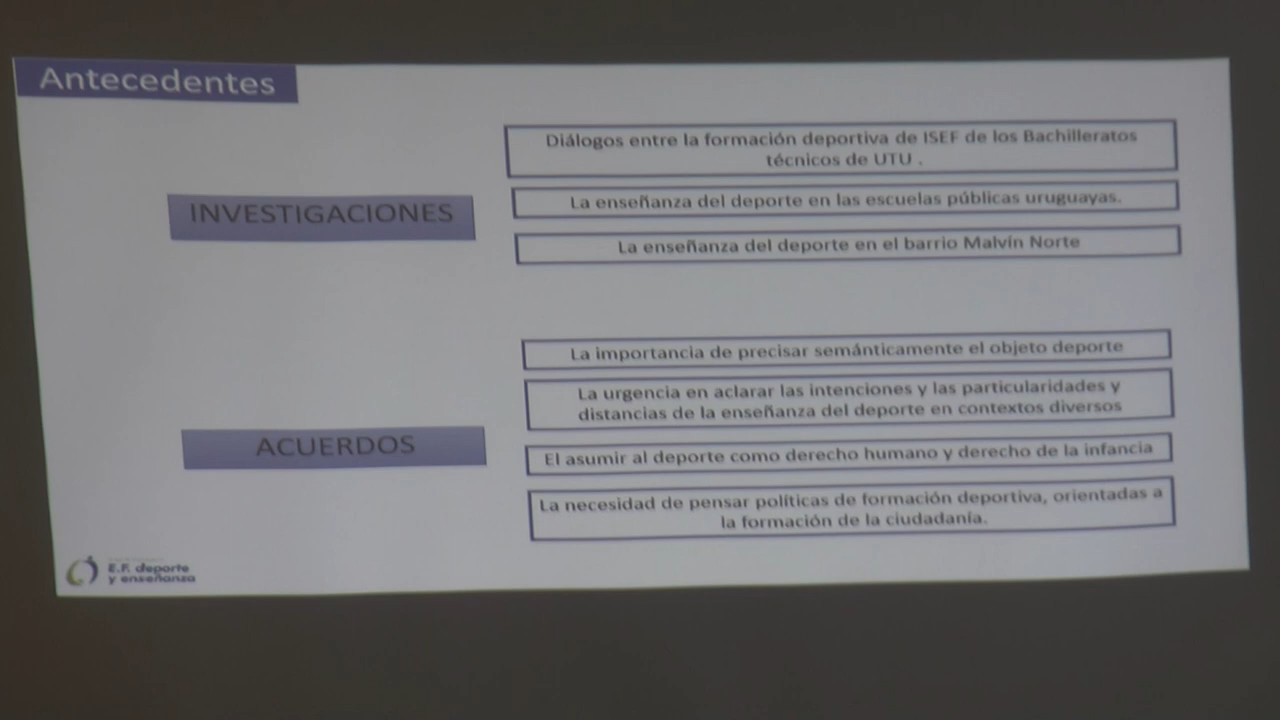 Antecedentes
INVESTIGACIONES
Diálogos entre la formación deportiva de ISEF de los Bachilleratos
técnicos de UTU .
La enseñanza del deporte en las escuelas públicas uruguayas.
La enseñanza del deporte en el barrio Malvín Norte
ACUERDOS
La importancia de precisar semánticamente el objeto deporte
La urgencia en aclarar las intenciones y las particularidades y
distancias de la enseñanza del deporte en contextos diversos
El asumir al deporte como derecho humano y derecho de la infancia
La necesidad de pensar políticas de formación deportiva, orientadas a
la formación de la ciudadanía.
E.F. deporte
y enseñanza